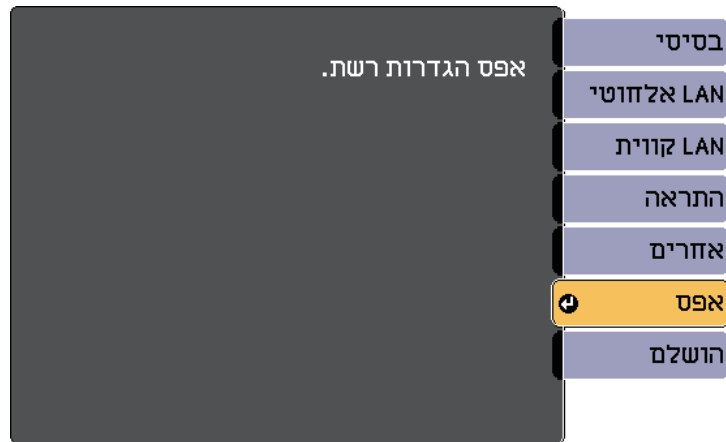 בסיסי
LAN אלחוטי
LAN קווית
התראה
אחרים
אפס
הושלם
אפס הגדרות רשת.